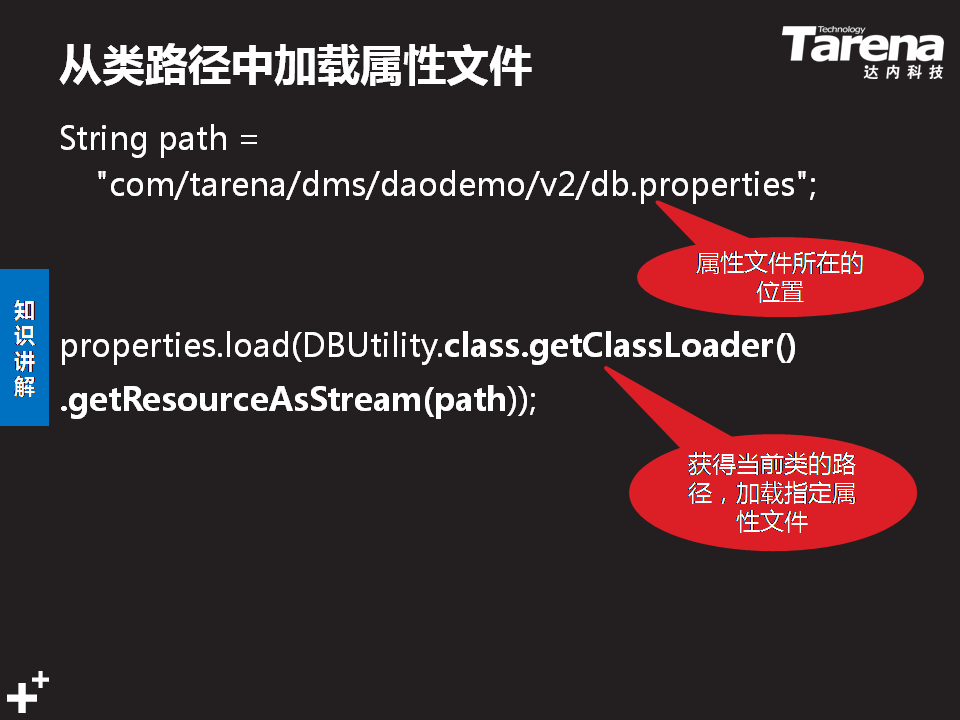 从类路径中加载属性文件
Technology
Tarena
达内科技
String path =
"com/tarena/dms/daodemo/v2/db.properties";
属性文件所在的
位置
知识讲解
properties.load(DBUtility.class.getClassLoader()
.getResourceAsStream(path));
获得当前类的路
径，加载指定属
性文件